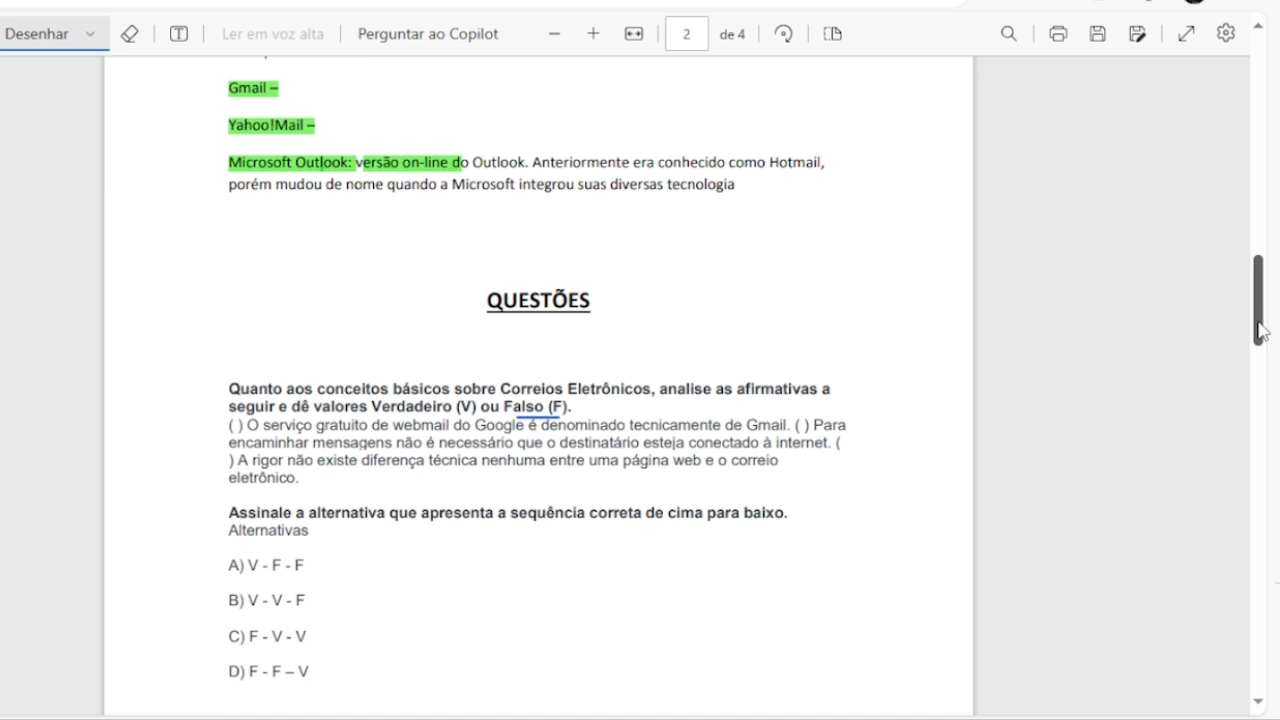 Desenhar
Ler em voz alta
Perguntar ao Copilot
2
de 4
Gmail –
Yahoo!Mail –
Microsoft Outlook: versão on-line do Outlook. Anteriormente era conhecido como Hotmail,
porém mudou de nome quando a Microsoft integrou suas diversas tecnologia
QUESTÕES
Quanto aos conceitos básicos sobre Correios Eletrônicos, analise as afirmativas a
seguir e dê valores Verdadeiro (V) ou Falso (F).
( ) O serviço gratuito de webmail do Google é denominado tecnicamente de Gmail. ( ) Para
encaminhar mensagens não é necessário que o destinatário esteja conectado à internet. (
) A rigor não existe diferença técnica nenhuma entre uma página web e o correio
eletrônico.
Assinale a alternativa que apresenta a sequência correta de cima para baixo.
Alternativas
A) V - F - F
B) V - V - F
C) F - V - V
D) F - F – V